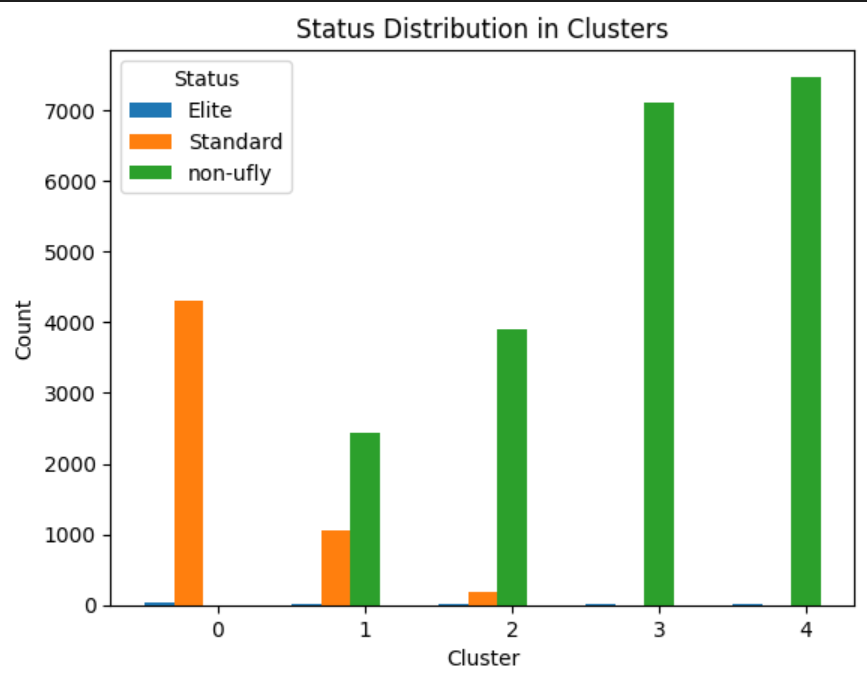 Status Distribution in Clusters
Status
Elite
Standard
non-ufly
7000
6000
5000
4000
3000
2000
1000
0
Count
0 1 2 3 4
Cluster